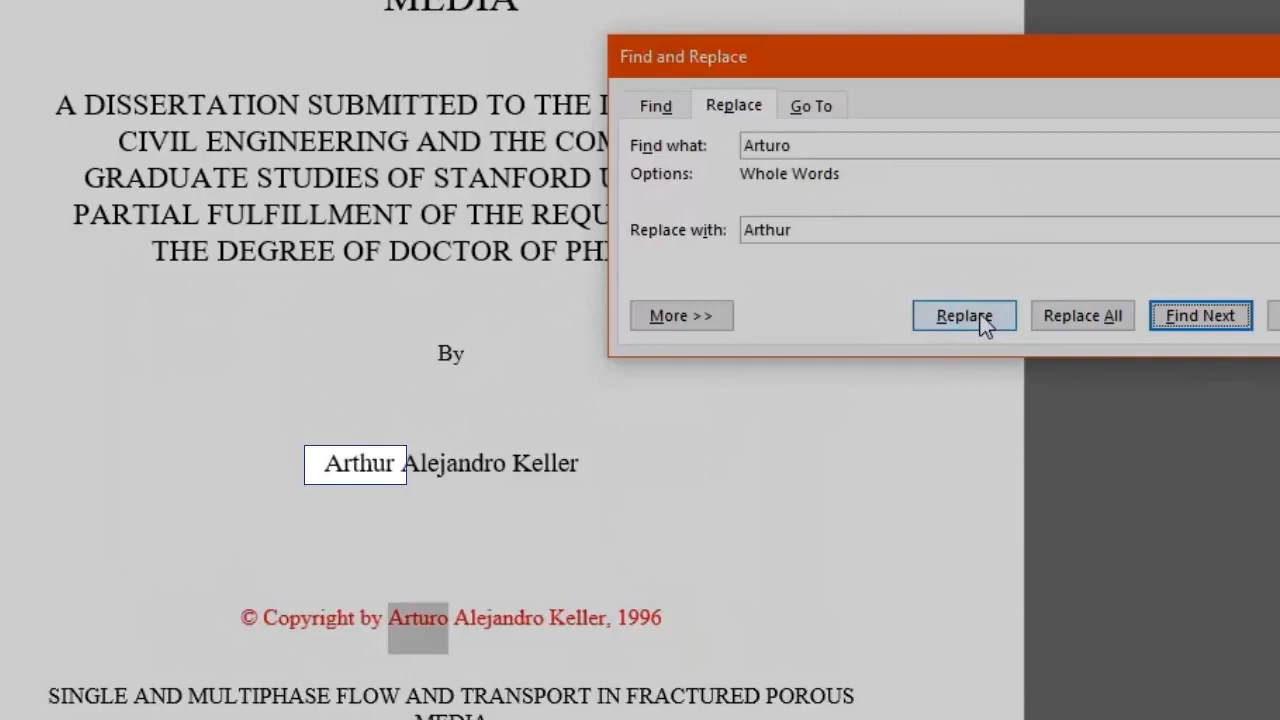 MEDIA
A DISSERTATION SUBMITTED TO THE
CIVIL ENGINEERING AND THE
GRADUATE STUDIES OF STANFORD
PARTIAL FULFILLMENT OF THE
THE DEGREE OF DOCTOR OF
By
Arthur Alejandro Keller
© Copyright by Arturo Alejandro Keller, 1996
SINGLE AND MULTIPHASE FLOW AND TRANSPORT IN FRACTURED POROUS
MEDIA
Find and Replace
Find Replace Go To
Find what: Arturo
Options: Whole Words
Replace with: Arthur
More >> Replace Replace All Find Next